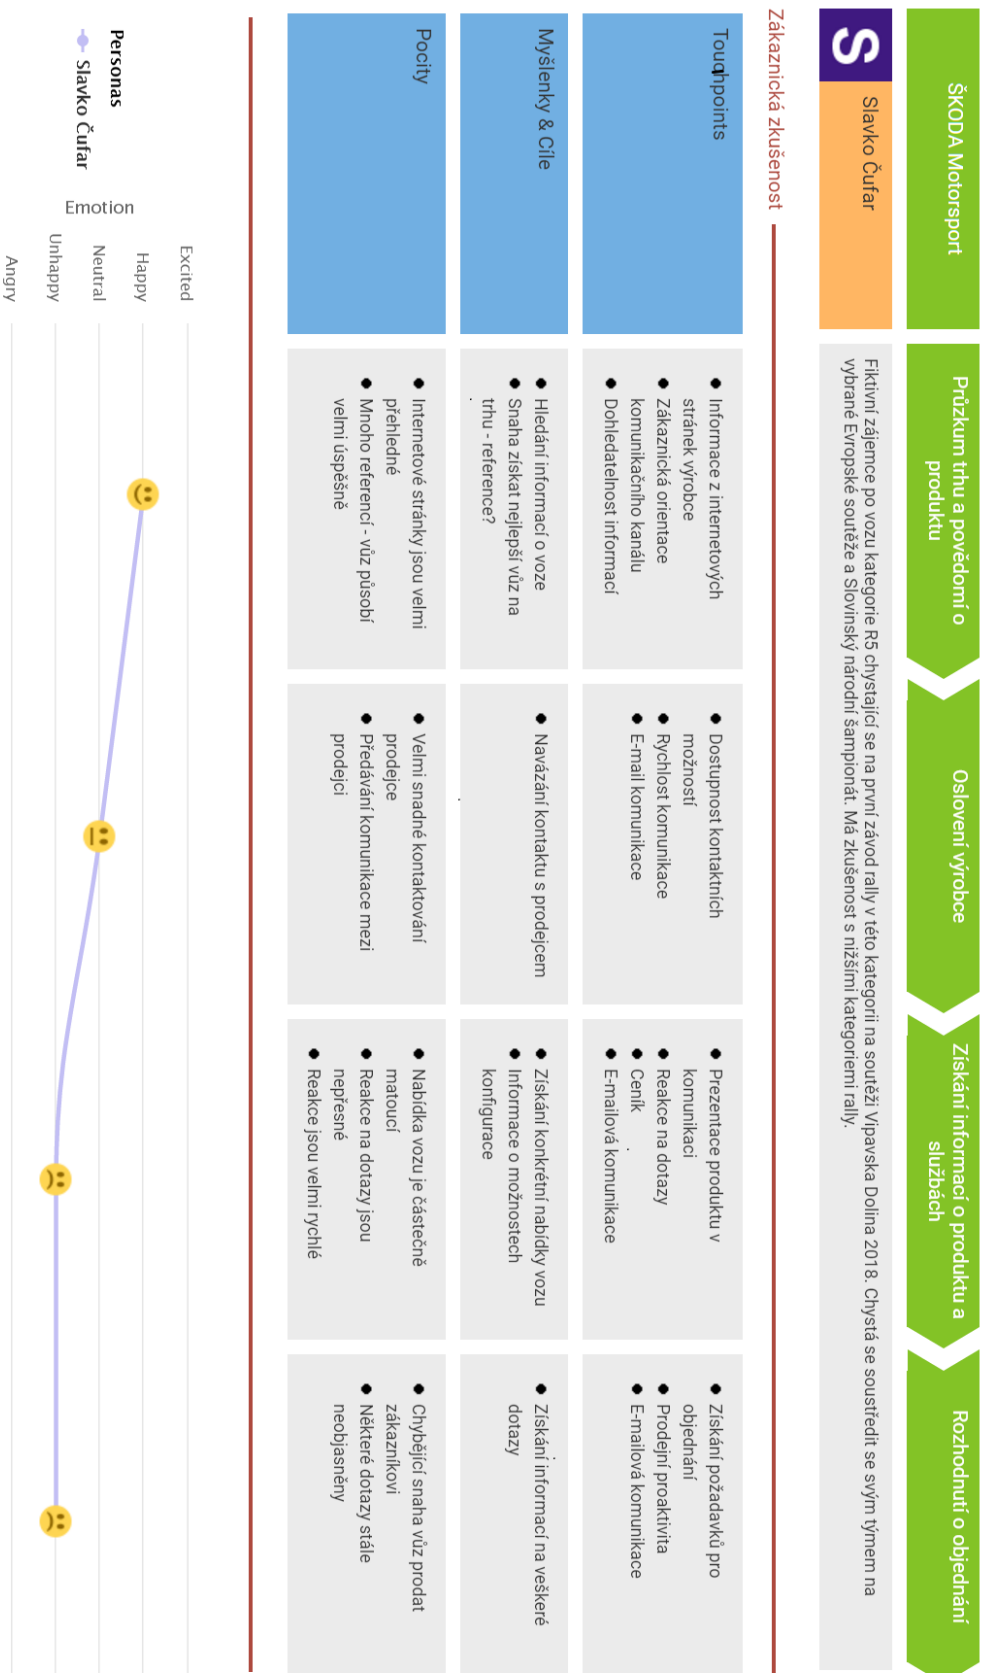 ŠKODA Motorsport
Průzkum trhu a povědomí o
produktu
Oslovení výrobce
Získání informací o produktu a
službách
Rozhodnutí o objednání
S
Slavko Čufar
Fiktivní zájemce po vozu kategorie R5 chystající se na první závod rally v této kategorii na soutěži Vipavska Dolina 2018. Chystá se soustředit se svým týmem na
vybrané Evropské soutěže a Slovinský národní šampionát. Má zkušenost s nižšími kategoriemi rally.
Zákaznická zkušenost
Touchpoints
● Informace z internetových
stránek výrobce
● Zákaznická orientace
komunikačního kanálu
● Dohledatelnost informací
● Dostupnost kontaktních
možností
● Rychlost komunikace
● E-mail komunikace
● Prezentace produktu v
komunikaci
● Reakce na dotazy
● Ceník
● E-mailová komunikace
● Získání požadavků pro
objednání
● Prodejní proaktivita
● E-mailová komunikace
Myšlenky & Cíle
● Hledání informací o voze
● Snaha získat nejlepší vůz na
trhu - reference?
● Navázání kontaktu s prodejcem
● Získání konkrétní nabídky vozu
● Informace o možnostech
konfigurace
● Získání informací na veškeré
dotazy
Pocity
● Internetové stránky jsou velmi
přehledné
● Mnoho referencí - vůz působí
velmi úspěšně
● Velmi snadné kontaktování
prodejce
● Předávání komunikace mezi
prodejci
● Nabídka vozu je částečně
matoucí
● Reakce na dotazy jsou
nepřesné
● Reakce jsou velmi rychlé
● Chybějící snaha vůz prodat
zákazníkovi
● Některé dotazy stále
neobjasněny
Personas
Slavko Čufar
Emotion
Excited
Happy
Neutral
Unhappy
Angry